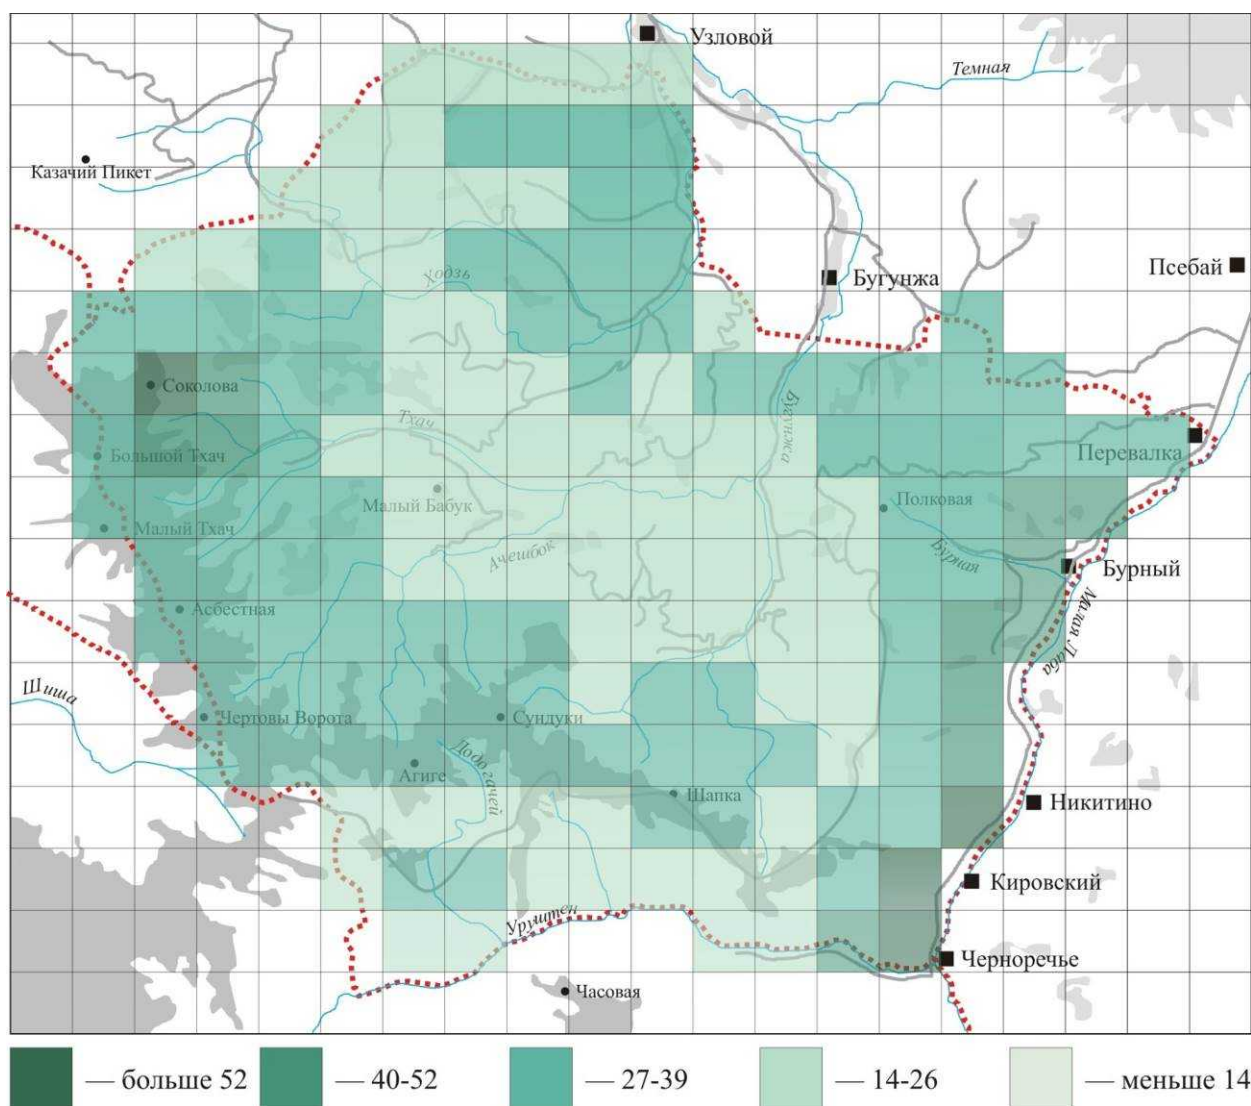 Узловой
Темная
Казачий Пикет
Псебай
Ходзь
Бугунжа
Соколова
Бугунжа
Тхач
Большой Тхач
Перевалка
Малый Бабук
Полковая
Малый Тхач
Ачешбок
Бурная
Бурный
Асбестная
Малая Лаба
Шиша
Чертовы Ворота
Сундуки
Додогачей
Агиге
Шапка
Никитино
Кировский
Уруштен
Черноречье
Часовая
— больше 52
— 40-52
— 27-39
— 14-26
— меньше 14